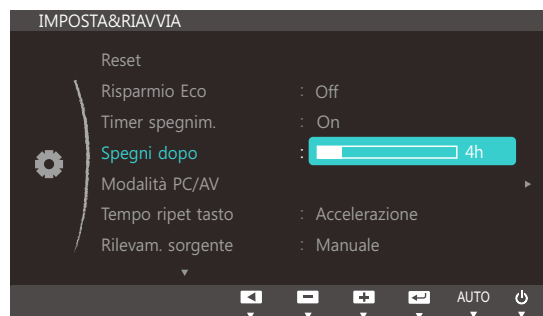 IMPOSTA&RIAVVIA
Reset
Risparmio Eco : Off
Timer spegnim. : On
Spegni dopo : 4h
Modalità PC/AV
Tempo ripet tasto : Accelerazione
Rilevam. sorgente : Manuale
AUTO